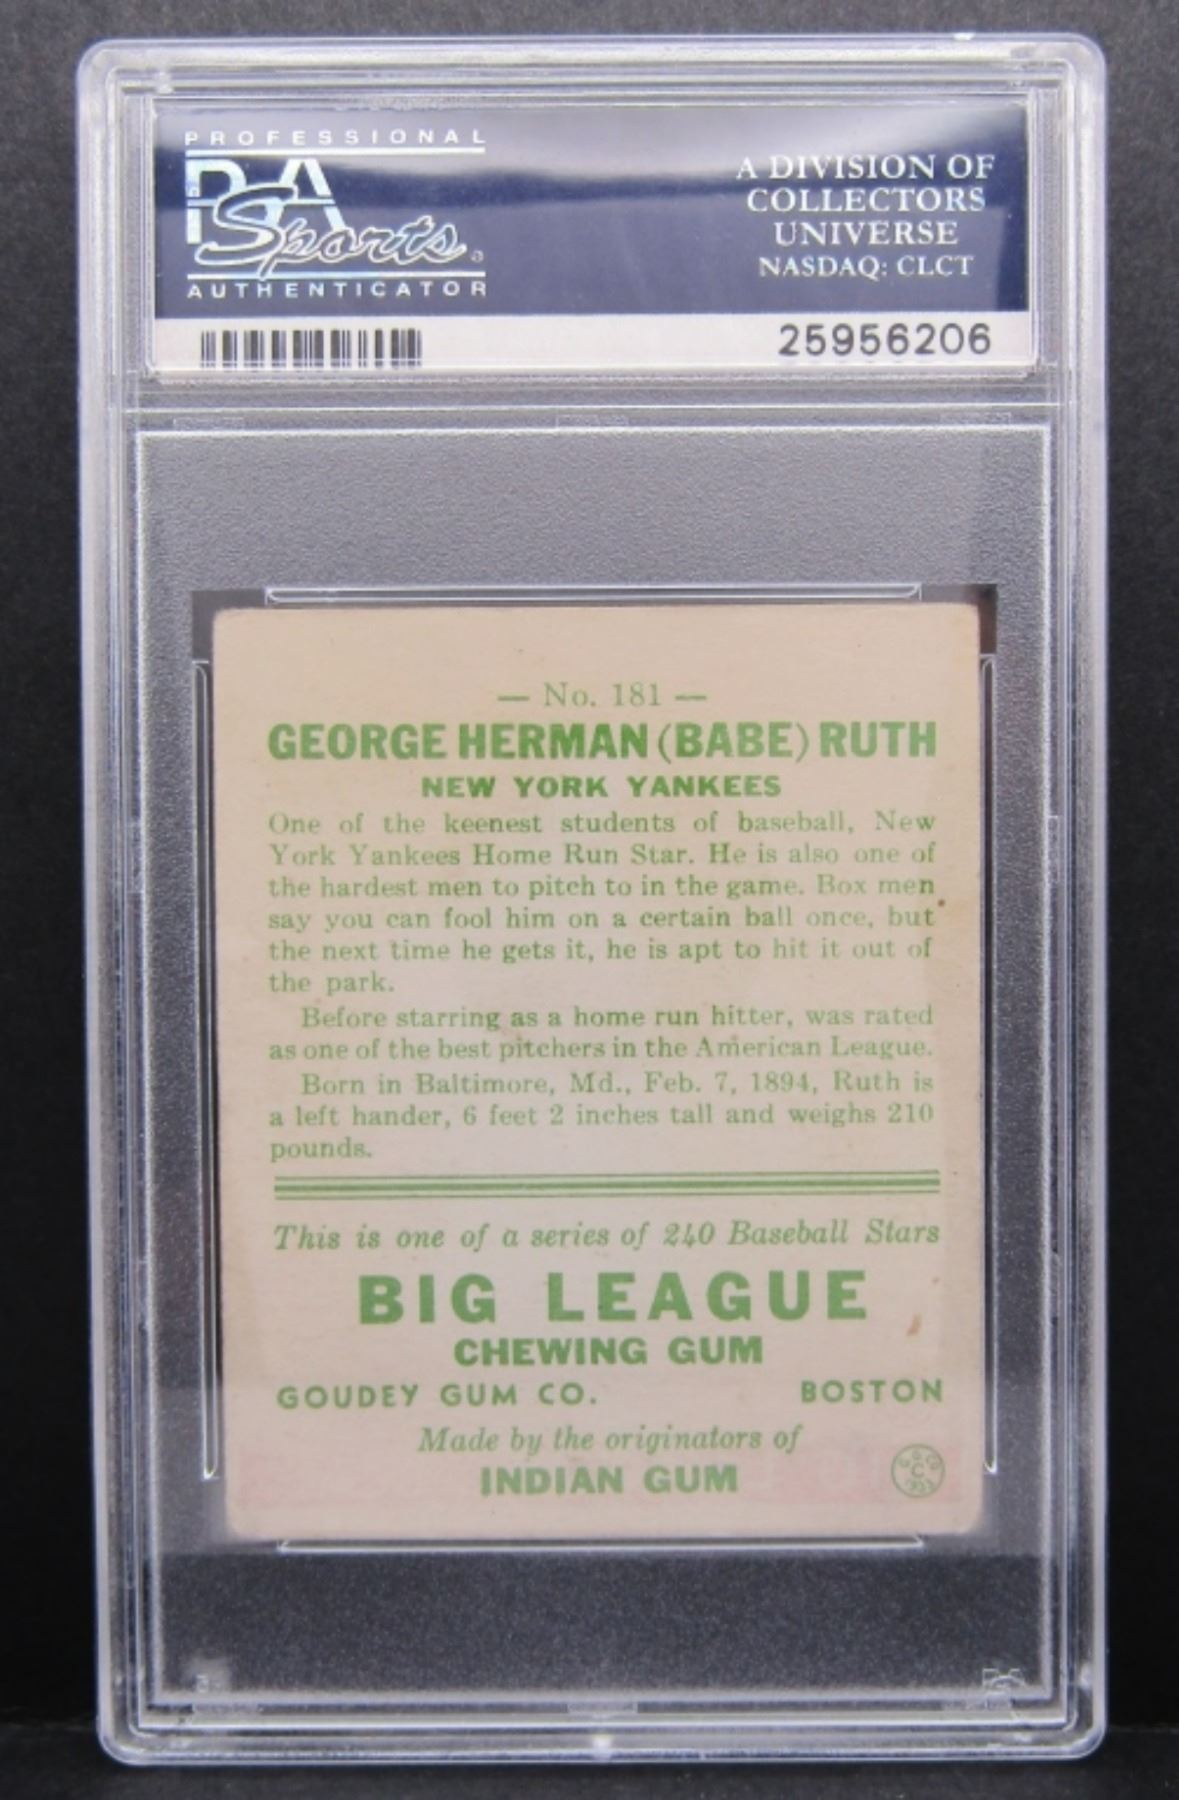 PROFESSIONAL
PSA
Sports
AUTHENTICATOR
A DIVISION OF
COLLECTORS
UNIVERSE
NASDAQ: CLCT
25956206
— No. 181 —
GEORGE HERMAN (BABE) RUTH
NEW YORK YANKEES
One of the keenest students of baseball, New
York Yankees Home Run Star. He is also one of
the hardest men to pitch to in the game. Box men
say you can fool him on a certain ball once, but
the next time he gets it, he is apt to hit it out of
the park.
Before starring as a home run hitter, was rated
as one of the best pitchers in the American League.
Born in Baltimore, Md., Feb. 7, 1894, Ruth is
a left hander, 6 feet 2 inches tall and weighs 210
pounds.
This is one of a series of 240 Baseball Stars
BIG LEAGUE
CHEWING GUM
GOUDEY GUM CO. BOSTON
Made by the originators of
INDIAN GUM
C
1933